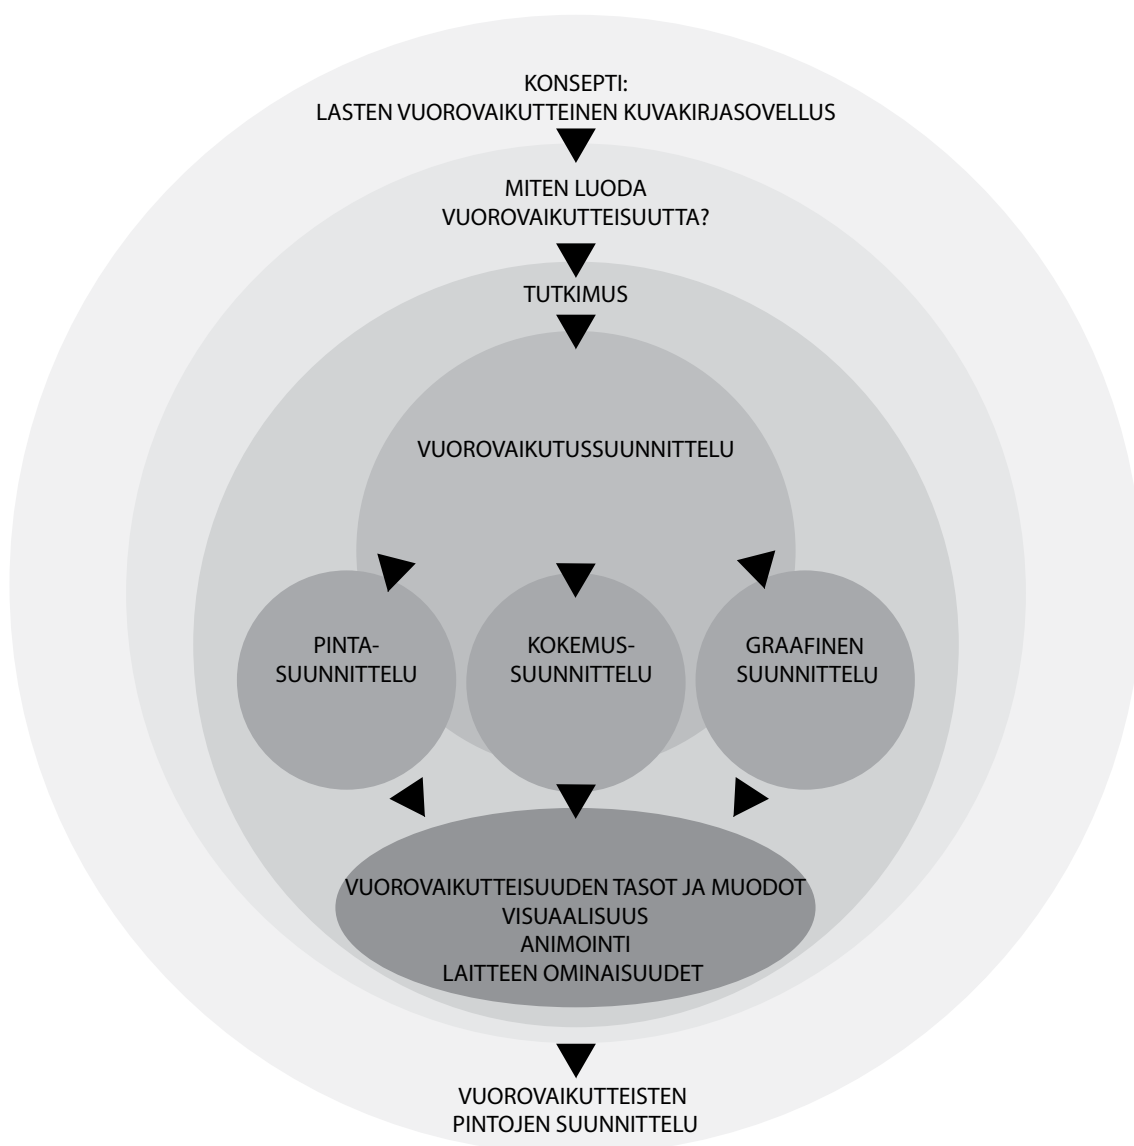 KONSEPTI:
LASTEN VUOROVAIKUTTEINEN KUVAKIRJASOVELLUS
MITEN LUODA
VUOROVAIKUTTEISUUTTA?
TUTKIMUS
VUOROVAIKUTUSSUUNNITTELU
PINTA-
SUUNNITTELU
KOKEMUS-
SUUNNITTELU
GRAAFINEN
SUUNNITTELU
VUOROVAIKUTTEISUUDEN TASOT JA MUODOT
VISUAALISUUS
ANIMOINTI
LAITTEEN OMINAISUUDET
VUOROVAIKUTTEISTEN
PINTOJEN SUUNNITTELU